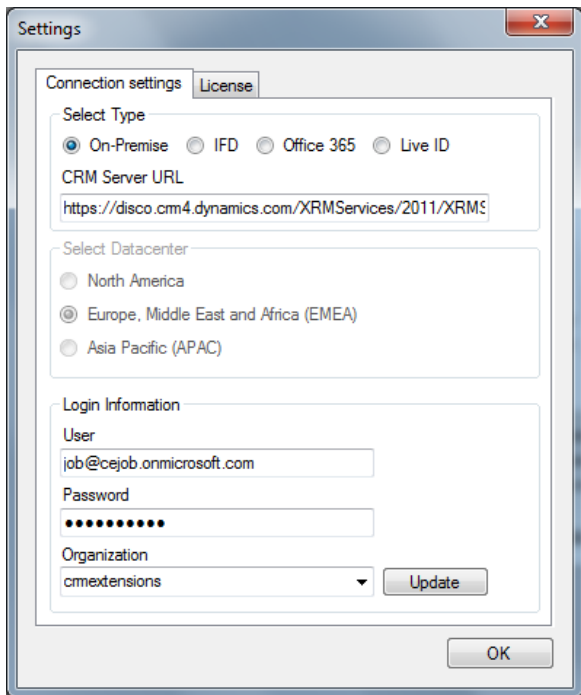 Settings
Connection settings
License
Select Type
On-Premise IFD Office 365 Live ID
CRM Server URL
https://disco.crm4.dynamics.com/XRMServices/2011/XRMS
Select Datacenter
North America
Europe, Middle East and Africa (EMEA)
Asia Pacific (APAC)
Login Information
User
job@cejob.onmicrosoft.com
Password
●●●●●●●●●●
Organization
crmextensions
Update
OK